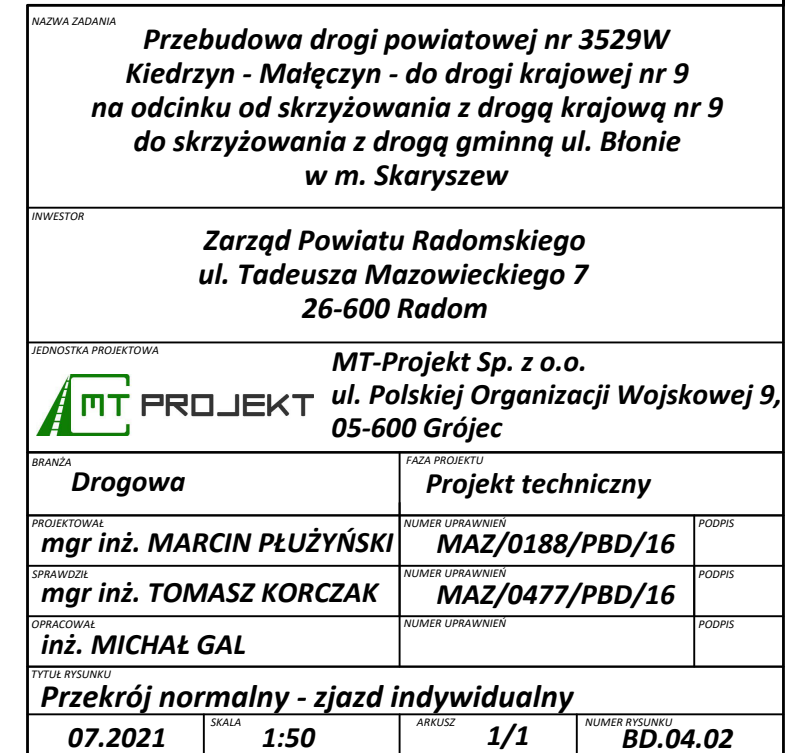 NAZWA ZADANIA
Przebudowa drogi powiatowej nr 3529W
Kiedrzyn - Małęczyn - do drogi krajowej nr 9
na odcinku od skrzyżowania z drogą krajową nr 9
do skrzyżowania z drogą gminną ul. Błonie
w m. Skaryszew
INWESTOR
Zarząd Powiatu Radomskiego
ul. Tadeusza Mazowieckiego 7
26-600 Radom
JEDNOSTKA PROJEKTOWA
MT PROJEKT
MT-Projekt Sp. z o.o.
ul. Polskiej Organizacji Wojskowej 9,
05-600 Grójec
BRANŻA
Drogowa
FAZA PROJEKTU
Projekt techniczny
PROJEKTOWAŁ
mgr inż. MARCIN PŁUŻYŃSKI
NUMER UPRAWNIEŃ
MAZ/0188/PBD/16
PODPIS
SPRAWDZIŁ
mgr inż. TOMASZ KORCZAK
NUMER UPRAWNIEŃ
MAZ/0477/PBD/16
PODPIS
OPRACOWAŁ
inż. MICHAŁ GAL
NUMER UPRAWNIEŃ
PODPIS
TYTUŁ RYSUNKU
Przekrój normalny - zjazd indywidualny
07.2021
SKALA
1:50
ARKUSZ
1/1
NUMER RYSUNKU
BD.04.02